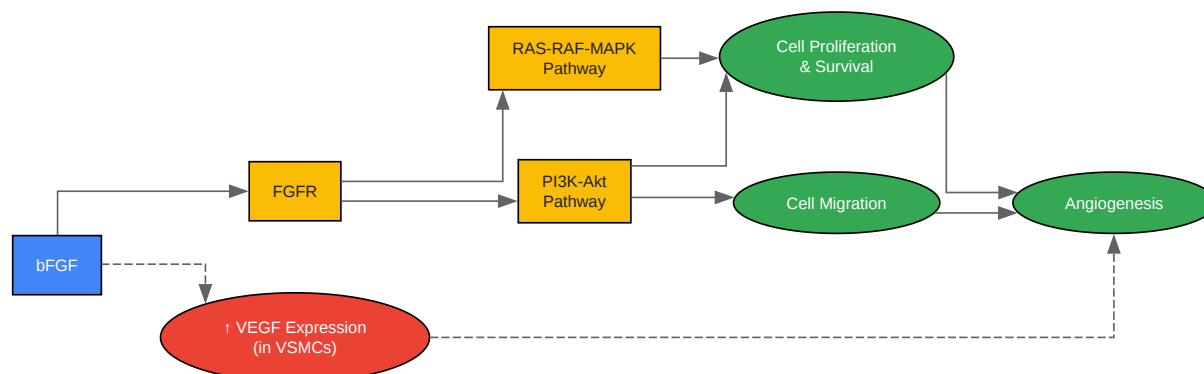 RAS-RAF-MAPK
Pathway
Cell Proliferation
& Survival
FGFR
PI3K-Akt
Pathway
Cell Migration
Angiogenesis
bFGF
↑ VEGF Expression
(in VSMCs)